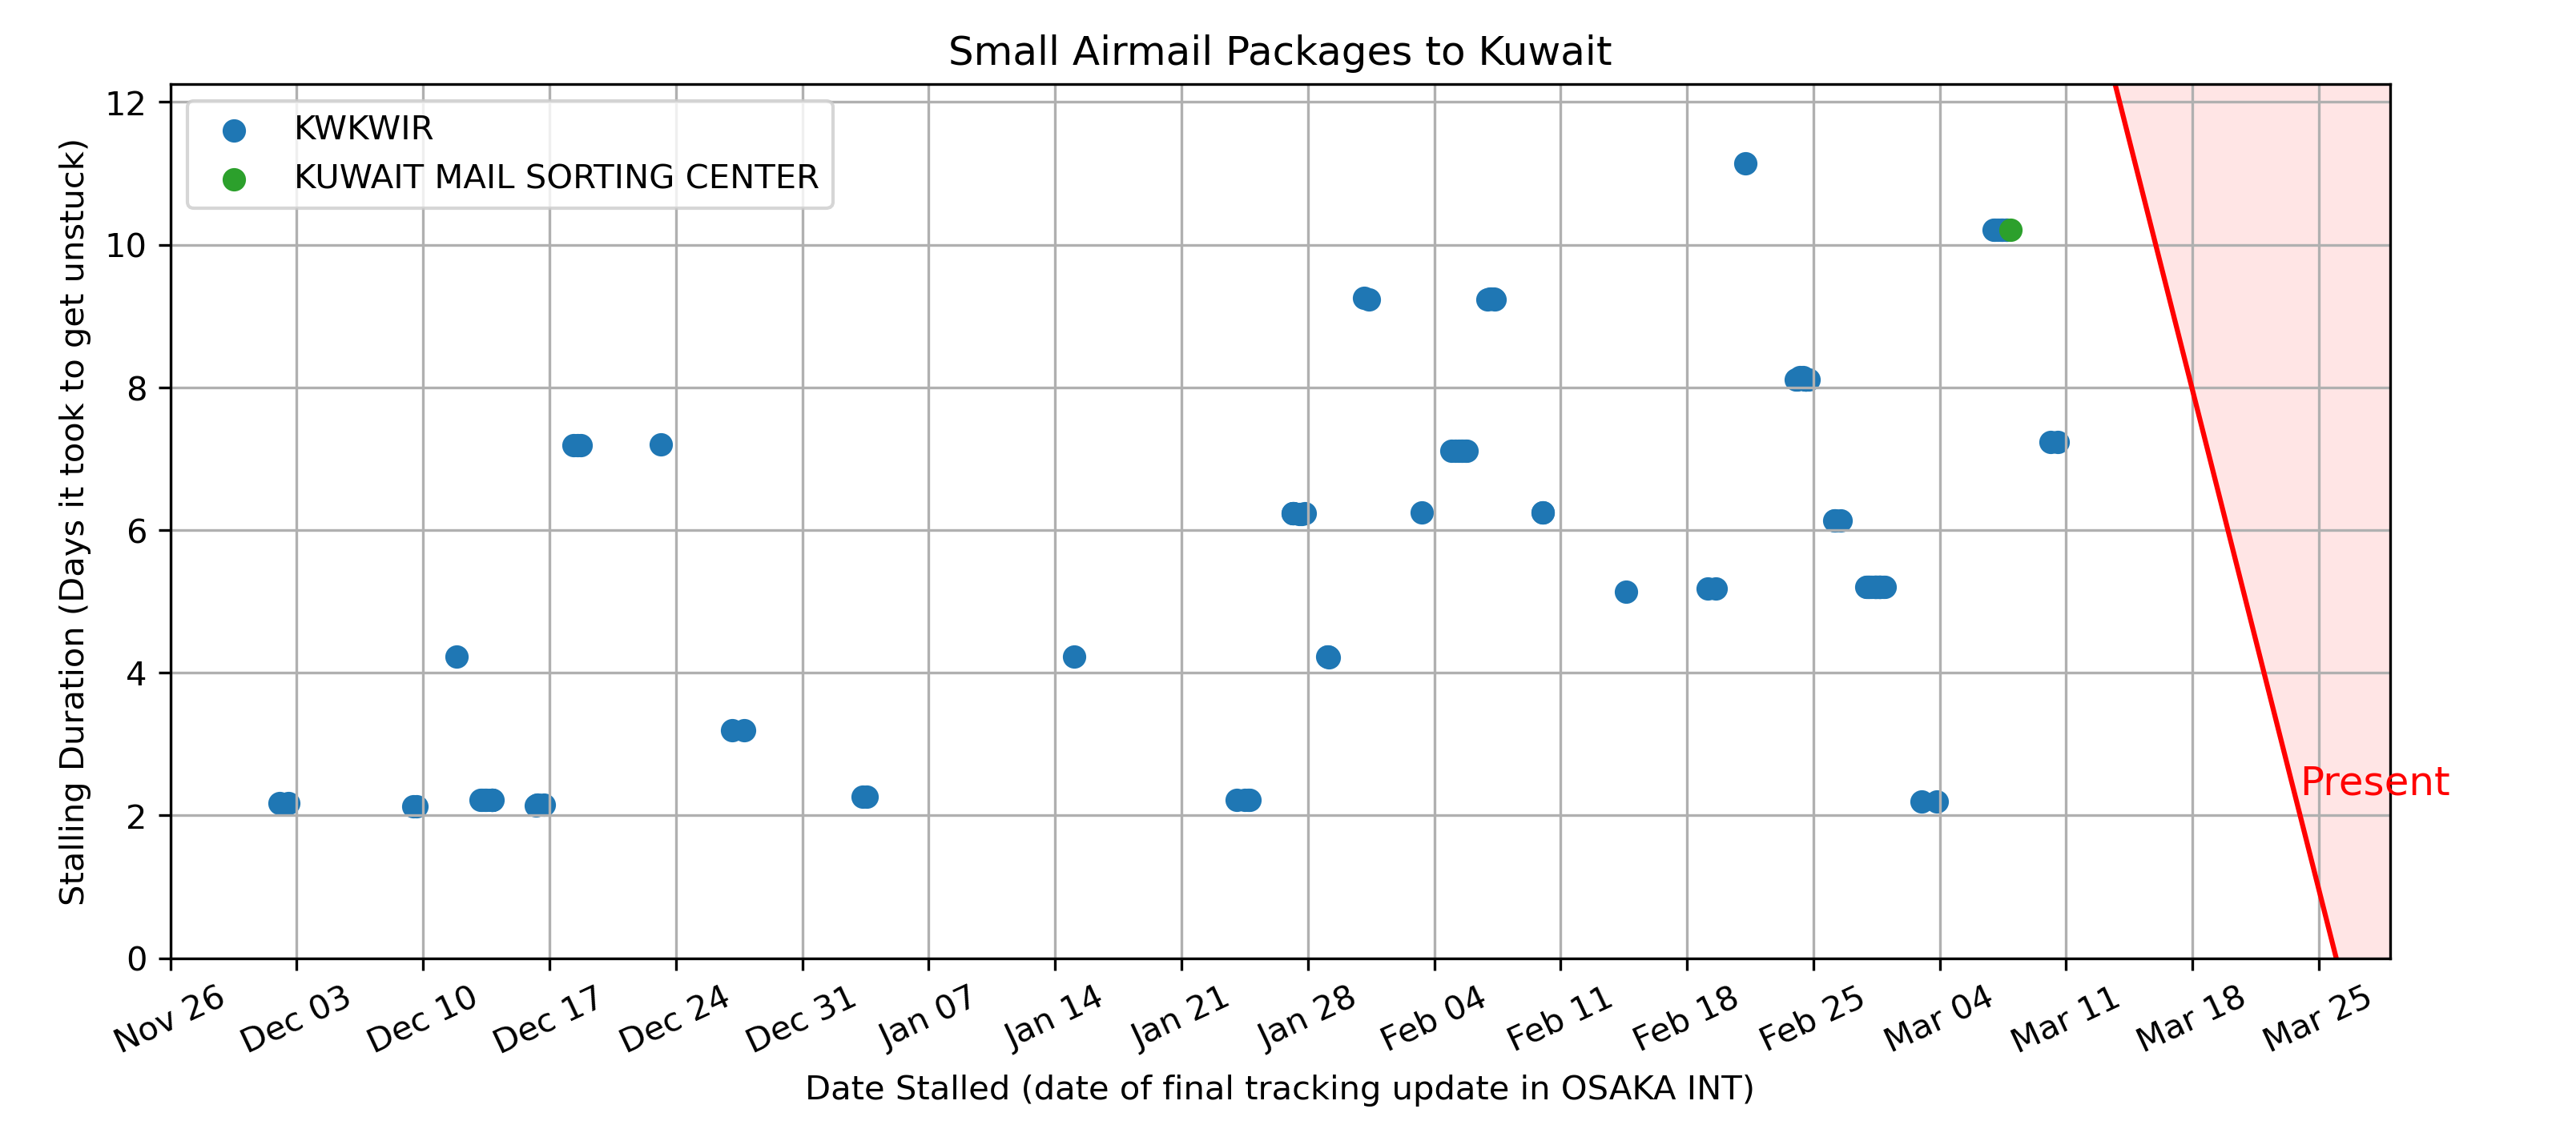 Small Airmail Packages to Kuwait
KWKWIR
KUWAIT MAIL SORTING CENTER
Stalling Duration (Days it took to get unstuck)
12
10
8
6
4
2
0
Present
Nov 26
Dec 03
Dec 10
Dec 17
Dec 24
Dec 31
Jan 07
Jan 14
Jan 21
Jan 28
Feb 04
Feb 11
Feb 18
Feb 25
Mar 04
Mar 11
Mar 18
Mar 25
Date Stalled (date of final tracking update in OSAKA INT)